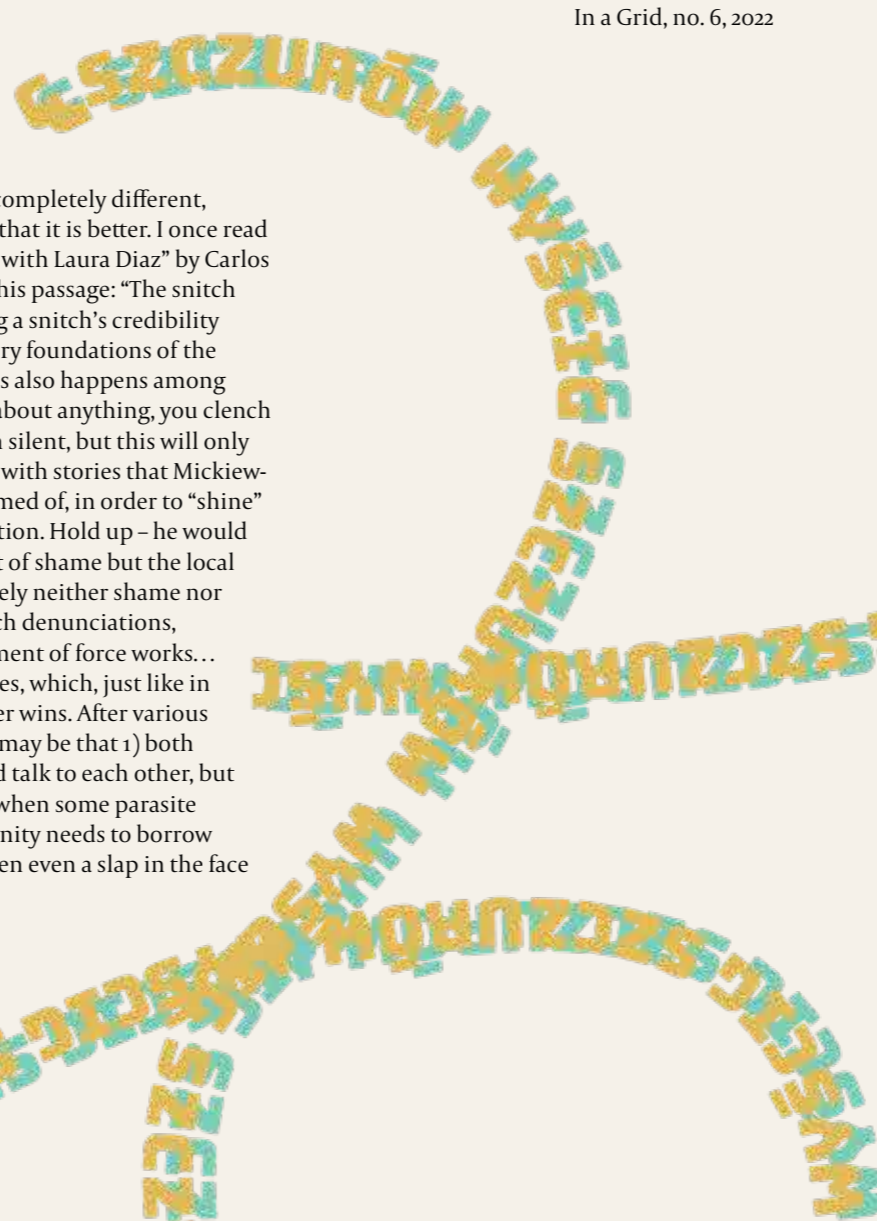 In a Grid, no. 6, 2022
G SZCZURÓW WYŚCIG SZCZURÓW WYŚCIG SZCZ
completely different,
that it is better. I once read
with Laura Diaz” by Carlos
his passage: “The snitch
g a snitch’s credibility
ry foundations of the
s also happens among
about anything, you clench
n silent, but this will only
with stories that Mickiew-
med of, in order to “shine”
tion. Hold up – he would
t of shame but the local
ely neither shame nor
ch denunciations,
ment of force works…
es, which, just like in
er wins. After various
may be that 1) both
d talk to each other, but
when some parasite
nity needs to borrow
en even a slap in the face
SZCZURÓW WYŚC
WYŚCIG SZCZURÓW WYŚCIG